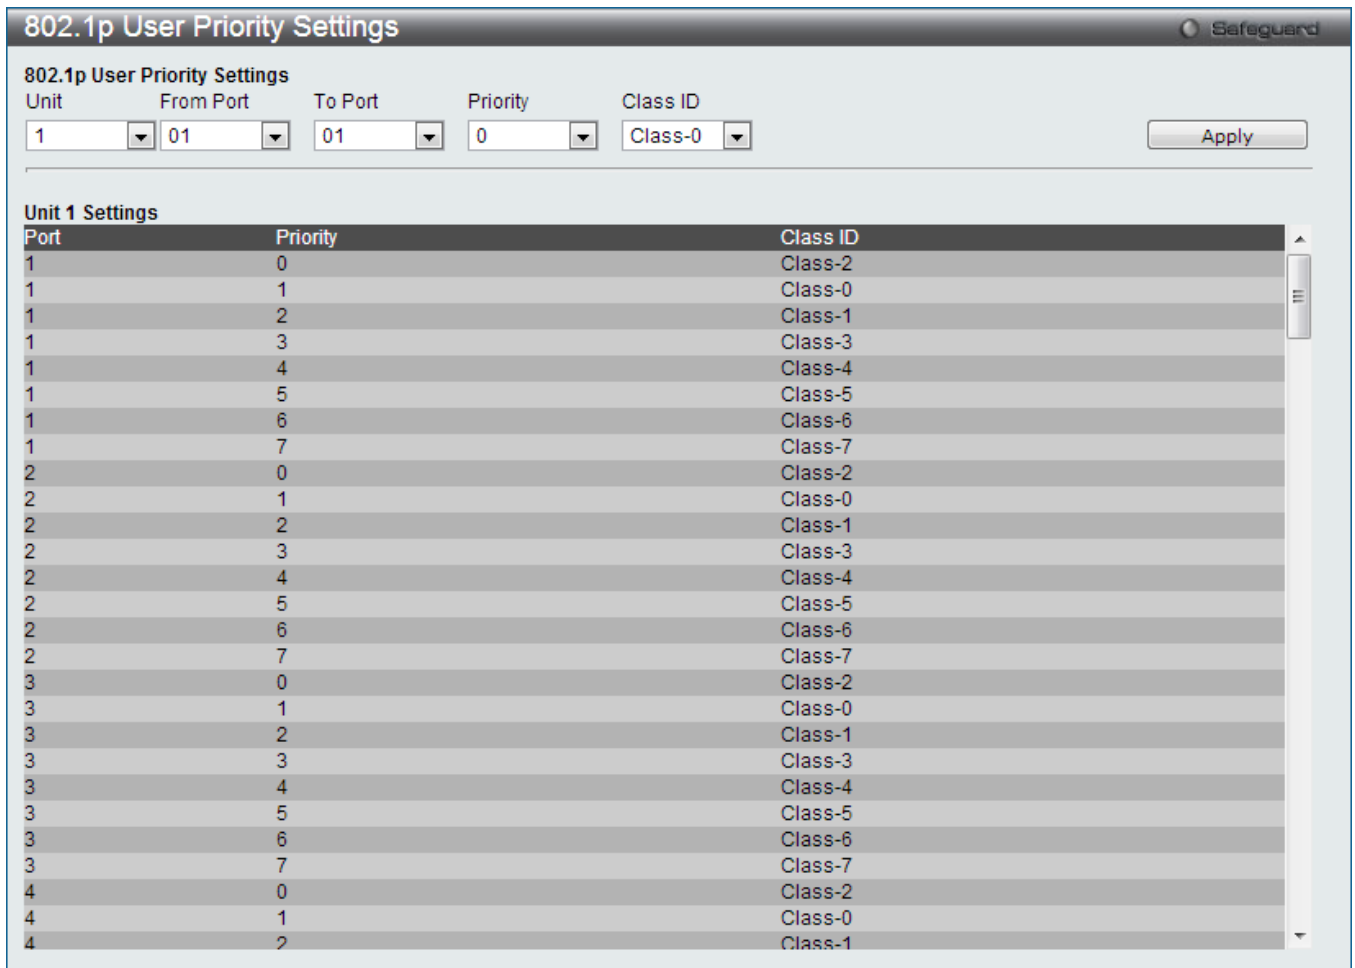 802.1p User Priority Settings
Safeguard
802.1p User Priority Settings
Unit From Port To Port Priority Class ID
1 01 01 0 Class-0 Apply
Unit 1 Settings
Port Priority Class ID
1 0 Class-2
1 1 Class-0
1 2 Class-1
1 3 Class-3
1 4 Class-4
1 5 Class-5
1 6 Class-6
1 7 Class-7
2 0 Class-2
2 1 Class-0
2 2 Class-1
2 3 Class-3
2 4 Class-4
2 5 Class-5
2 6 Class-6
2 7 Class-7
3 0 Class-2
3 1 Class-0
3 2 Class-1
3 3 Class-3
3 4 Class-4
3 5 Class-5
3 6 Class-6
3 7 Class-7
4 0 Class-2
4 1 Class-0
4 2 Class-1